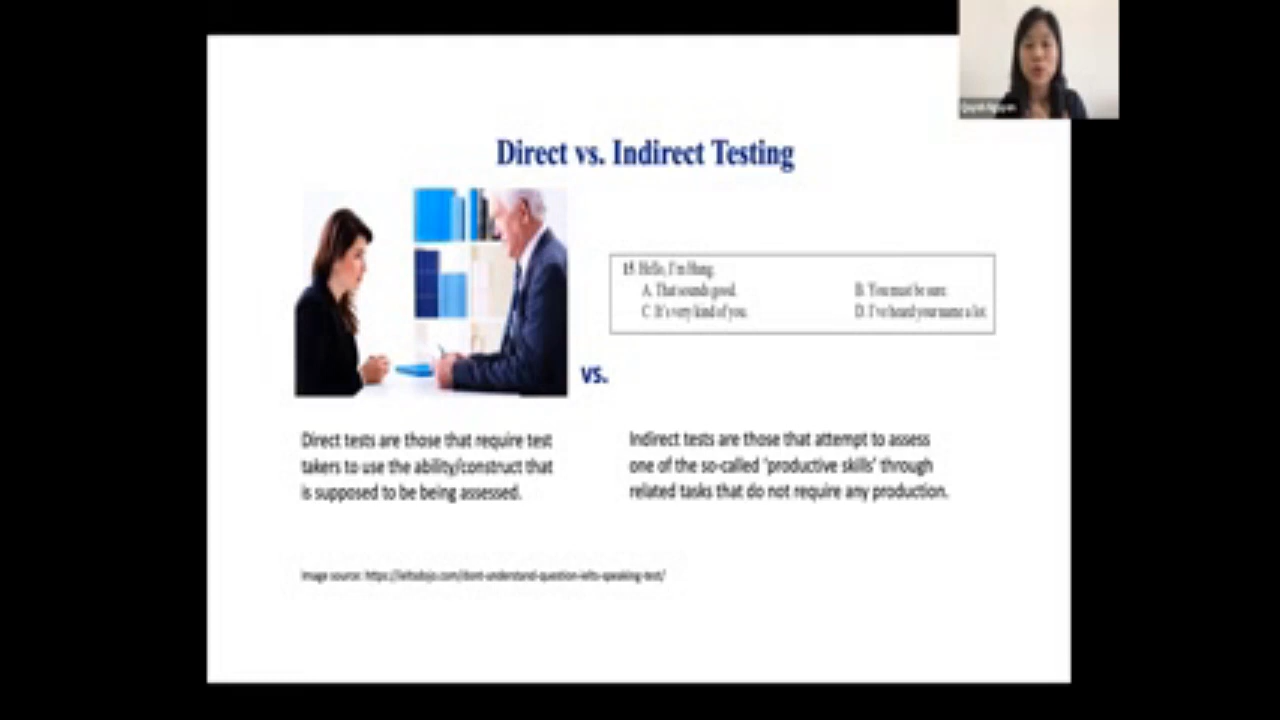 Quynh Nguyen
Direct vs. Indirect Testing
15 Hello, I'm Hung.
A. That sounds good.
B. You must be sure.
C. It's very kind of you.
D. I've heard your name a lot.
vs.
Direct tests are those that require test
takers to use the ability/construct that
is supposed to be being assessed.
Indirect tests are those that attempt to assess
one of the so-called 'productive skills' through
related tasks that do not require any production.
Image source: https://ieltsdojo.com/dont-understand-question-ielts-speaking-test/